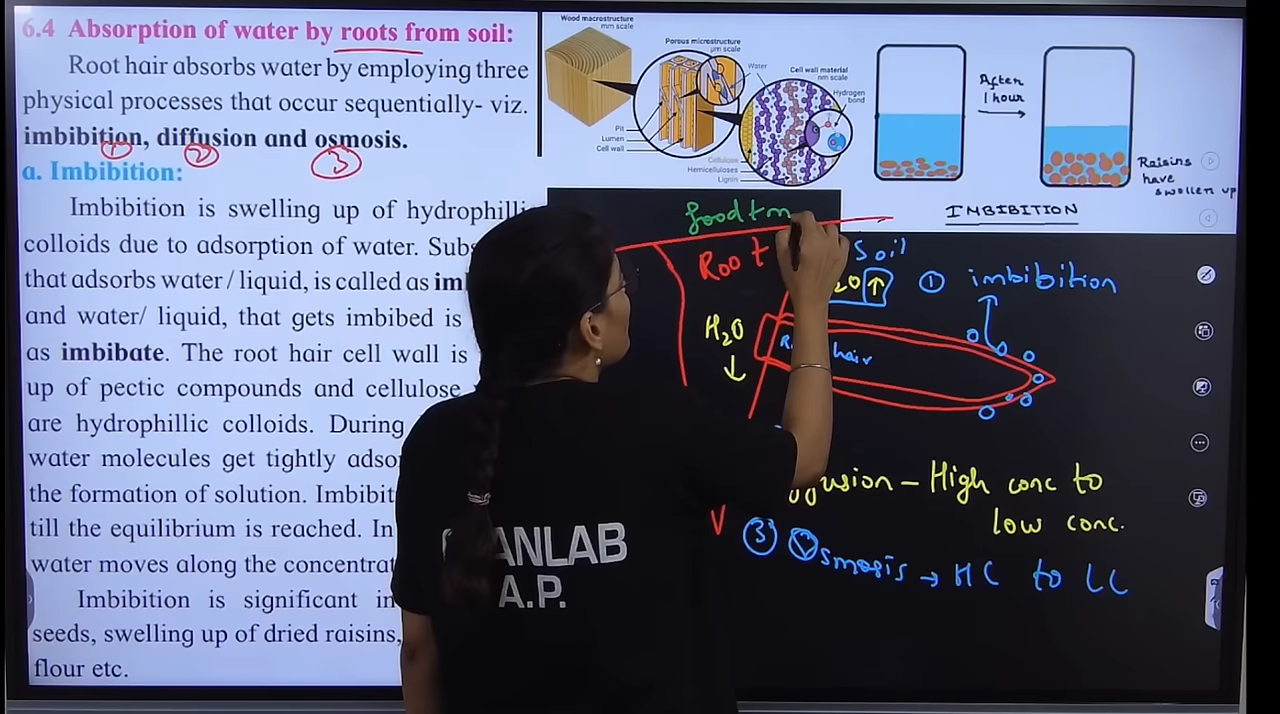 6.4 Absorption of water by roots from soil:
Root hair absorbs water by employing three
physical processes that occur sequentially- viz.
imbibition, diffusion and osmosis.
1 2 3
a. Imbibition:
Imbibition is swelling up of hydrophilli
colloids due to adsorption of water. Sub
that adsorbs water / liquid, is called as im
and water/ liquid, that gets imbibed is
as imbibate. The root hair cell wall is
up of pectic compounds and cellulose
are hydrophillic colloids. During
water molecules get tightly adso
the formation of solution. Imbibit
till the equilibrium is reached. In
water moves along the concentrat
Imbibition is significant in
seeds, swelling up of dried raisins,
flour etc.
Wood macrostructure
mm scale
Porous microstructure
µm scale
Water
Cell wall material
nm scale
Hydrogen
bond
Pit
Lumen
Cell wall
Cellulose
Hemicelluloses
Lignin
After
1 hour
Raisins
have
swollen up
IMBIBITION
food + m
Root
Soil
20 ↑
① imbibition
H₂O
↓
hair
usion – High conc to
low conc.
③ Osmosis → HC to LC
ANLAB
A.P.